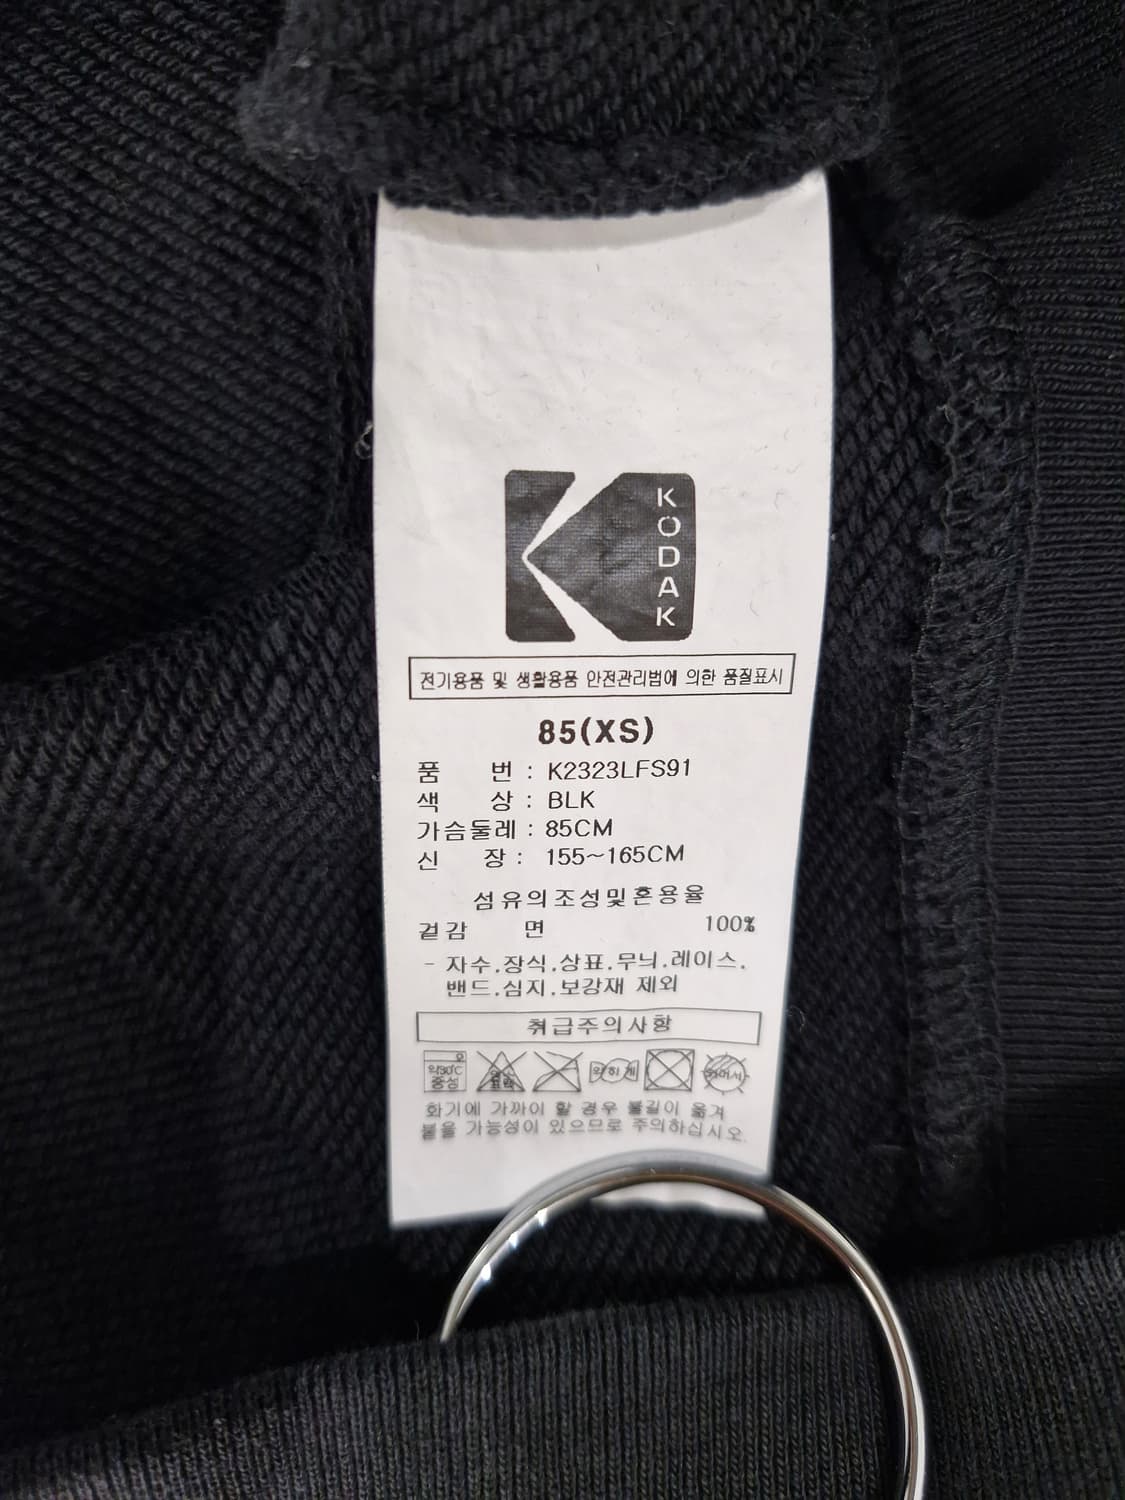 KODAK
전기용품 및 생활용품 안전관리법에 의한 품질표시
85(XS)
품 번 : K2323LFS91
색 상 : BLK
가슴둘레 : 85CM
신 장 : 155~165CM
섬유의조성및혼용율
겉감 면 100%
- 자수.장식.상표.무늬.레이스.
밴드.심지.보강재 제외
취급주의사항
약30℃ 중성
화기에 가까이 할 경우 불길이 옮겨
붙을 가능성이 있으므로 주의하십시오.